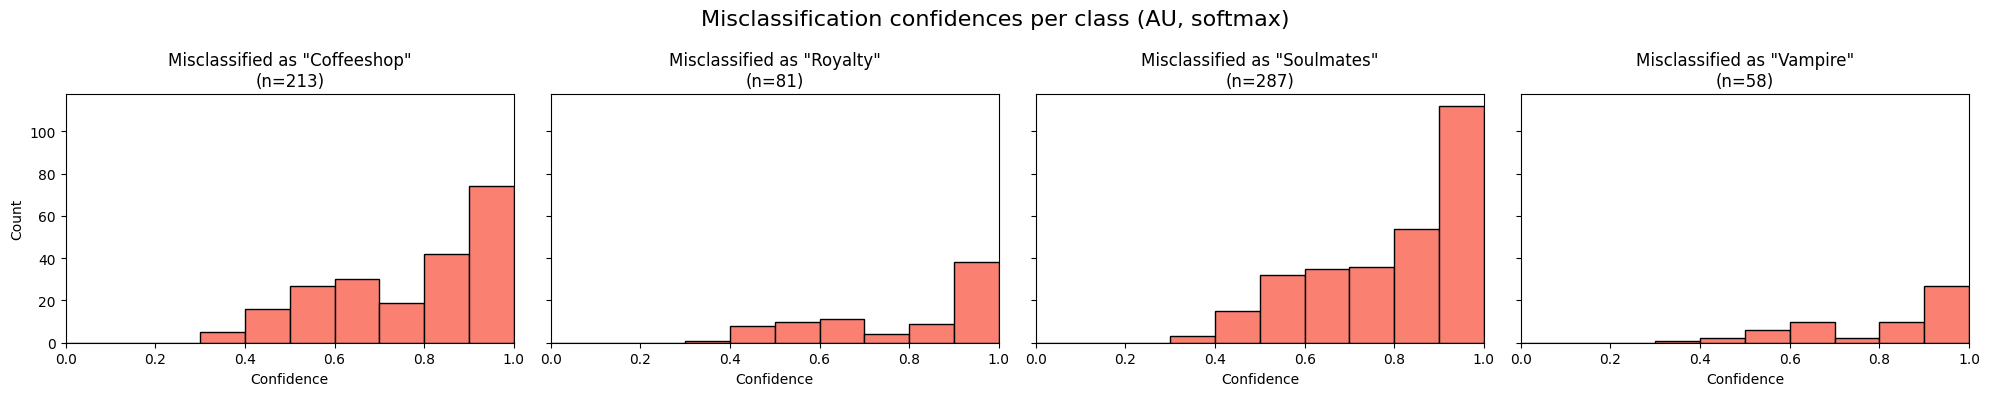 Misclassification confidences per class (AU, softmax)
Misclassified as "Coffeeshop"
(n=213)
Misclassified as "Royalty"
(n=81)
Misclassified as "Soulmates"
(n=287)
Misclassified as "Vampire"
(n=58)
Count
100
80
60
40
20
0
0.0 0.2 0.4 0.6 0.8 1.0
0.0 0.2 0.4 0.6 0.8 1.0
0.0 0.2 0.4 0.6 0.8 1.0
0.0 0.2 0.4 0.6 0.8 1.0
Confidence
Confidence
Confidence
Confidence